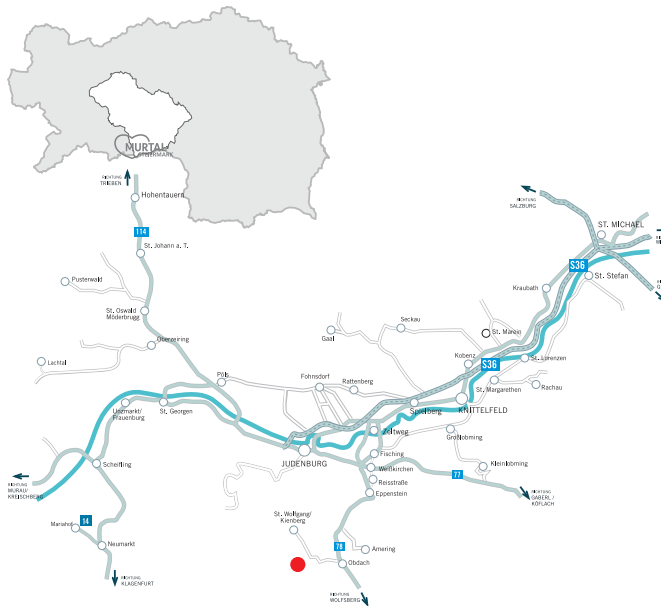 MURTAL
STEIERMARK
RICHTUNG
TRIEBEN
Hohentauern
114
St. Johann a. T.
RICHTUNG
SALZBURG
ST. MICHAEL
S36
St. Stefan
Pusterwald
St. Oswald
Möderbrugg
Kraubath
Seckau
Gaal
St. Marein
Oberzeiring
Lachtal
Kobenz
S36
St. Lorenzen
Pöls
Fohnsdorf
Rattenberg
St. Margarethen
Rachau
Unzmarkt/
Frauenburg
St. Georgen
Spielberg
KNITTELFELD
Zeltweg
Großlobming
JUDENBURG
Fisching
Scheifling
Weißkirchen
Kleinlobming
77
RICHTUNG
MURAU/
KREISCHBERG
Reisstraße
Eppenstein
RICHTUNG
GABERL/
KÖFLACH
St. Wolfgang/
Kienberg
Mariahof
14
Neumarkt
78
Amering
Obdach
RICHTUNG
KLAGENFURT
RICHTUNG
WOLFSBERG